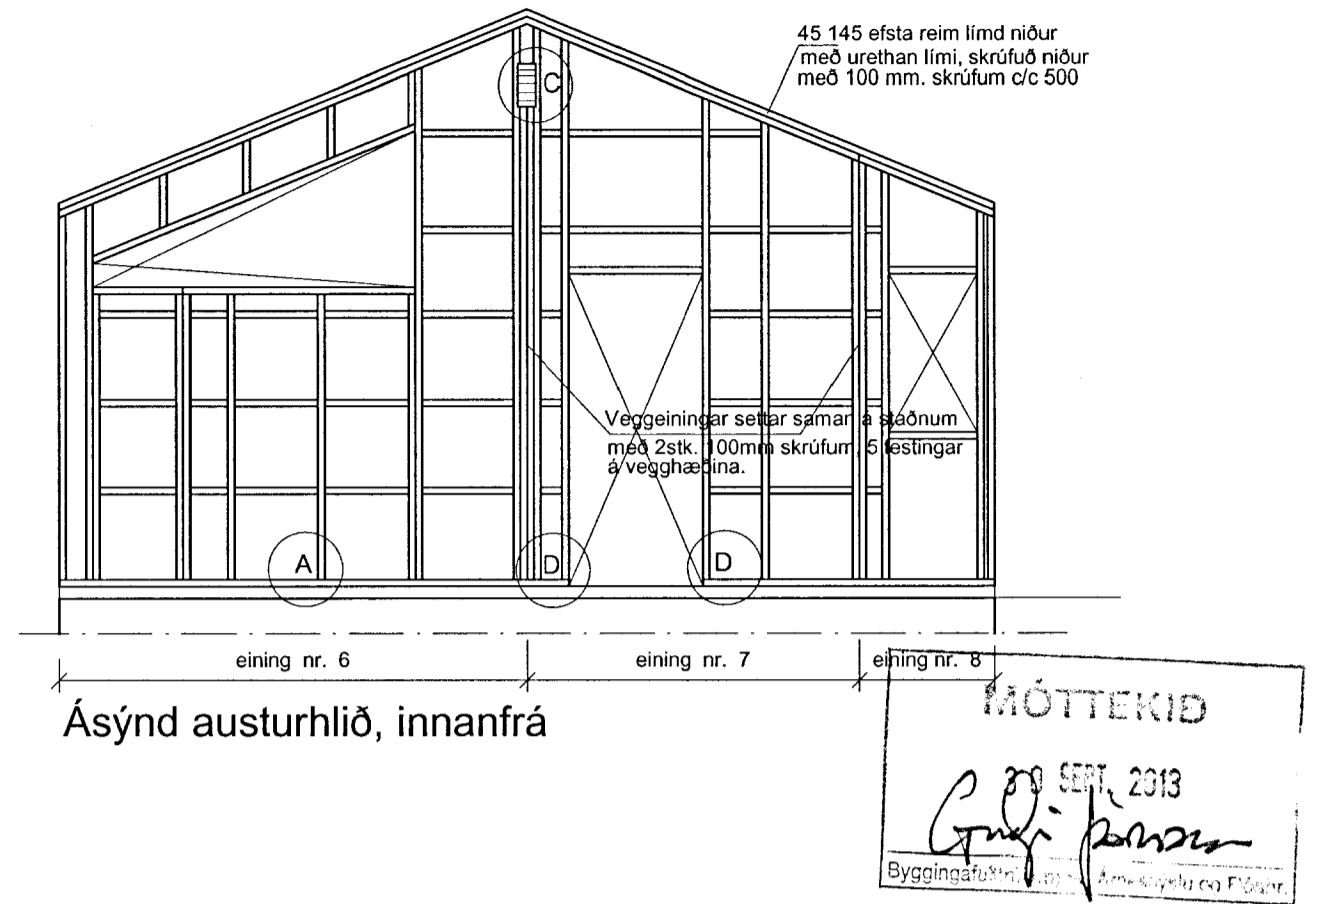 45 145 efsta reim límd niður
með urethan lími, skrúfuð niður
með 100 mm. skrúfum c/c 500
C
Veggeiningar settar saman á staðnum
með 2stk. 100mm skrúfum, 5 festingar
á vegghæðina.
A
D
D
eining nr. 6
eining nr. 7
eining nr. 8
Ásýnd austurhlið, innanfrá
MÓTTEKIÐ
30 SEPT. 2013
og